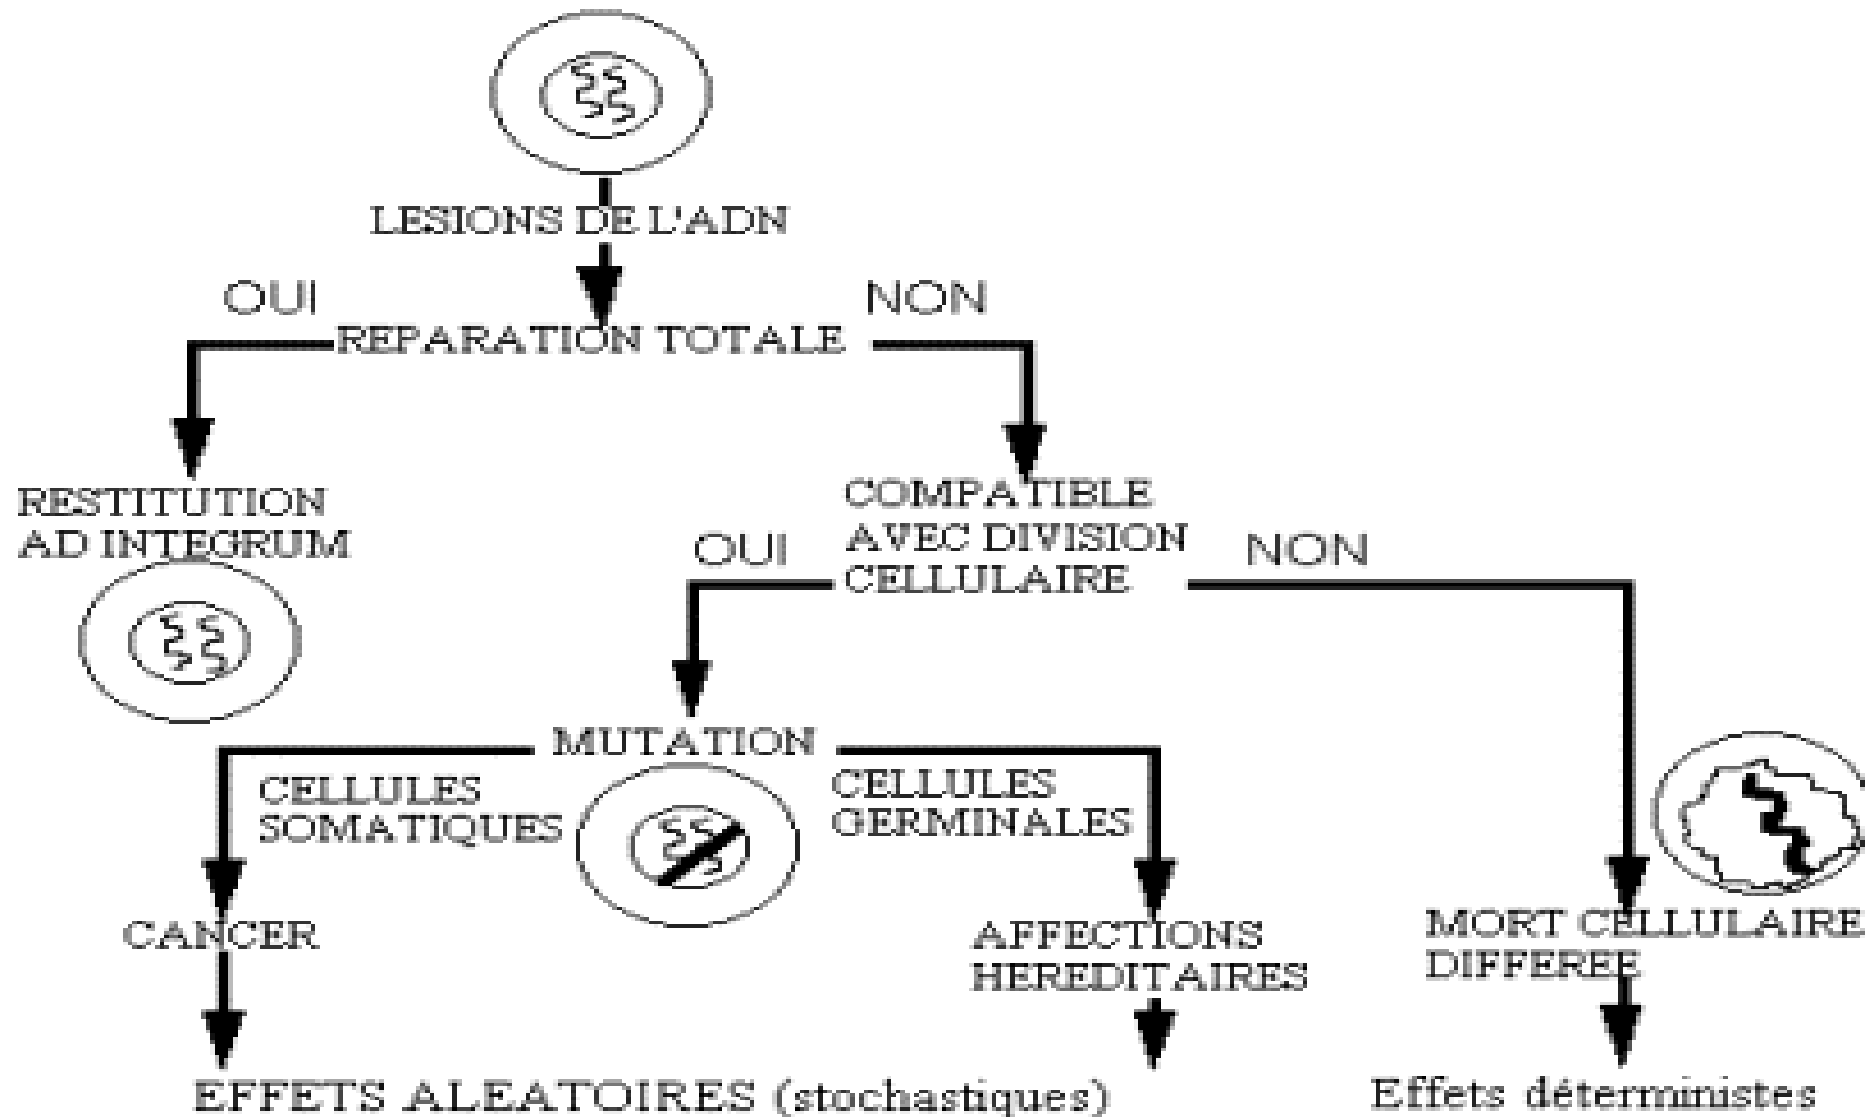 LESIONS DE L'ADN
OUI
NON
REPARATION TOTALE
RESTITUTION
AD INTEGRUM
COMPATIBLE
AVEC DIVISION
CELLULAIRE
OUI
NON
MUTATION
CELLULES
SOMATIQUES
CELLULES
GERMINALES
CANCER
AFFECTIONS
HEREDITAIRES
MORT CELLULAIRE
DIFFEREE
EFFETS ALEATOIRES (stochastiques)
Effets déterministes